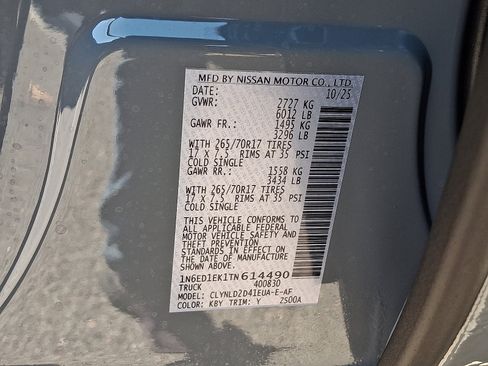 MFD BY NISSAN MOTOR CO., LTD.
DATE: 10/25
GVWR: 2727 KG
6012 LB
GAWR FR.: 1495 KG
3296 LB
WITH 265/70R17 TIRES
17 X 7.5 RIMS AT 35 PSI
COLD SINGLE
GAWR RR.: 1558 KG
3434 LB
WITH 265/70R17 TIRES
17 X 7.5 RIMS AT 35 PSI
COLD SINGLE
THIS VEHICLE CONFORMS TO
ALL APPLICABLE FEDERAL
MOTOR VEHICLE SAFETY AND
THEFT PREVENTION
STANDARDS IN EFFECT ON
THE DATE OF MANUFACTURE
SHOWN ABOVE.
1N6ED1EK1TN614490
TRUCK 400830
MODEL: CLYNLD2D41EUA-E-AF
COLOR: KBY TRIM: Y 2S00A